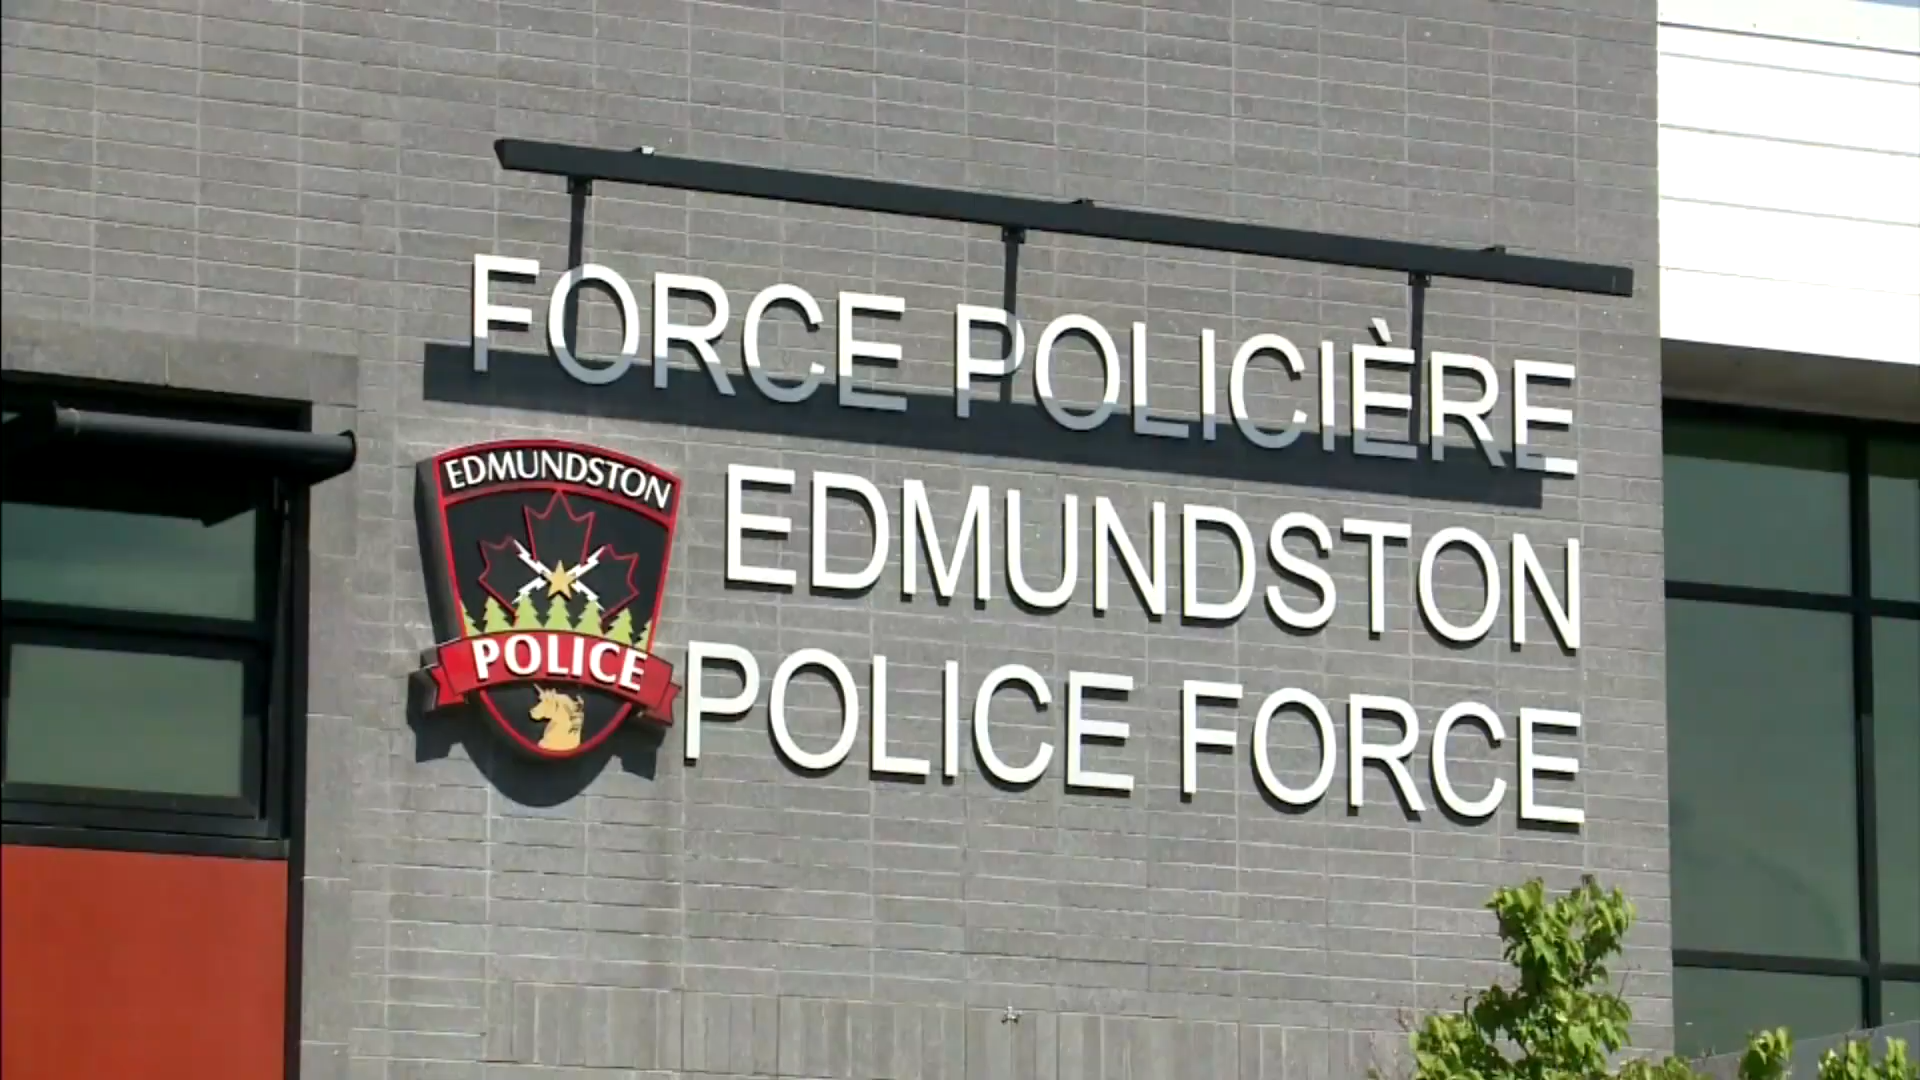 FORCE POLICIÈRE
EDMUNDSTON
POLICE FORCE
EDMUNDSTON
POLICE